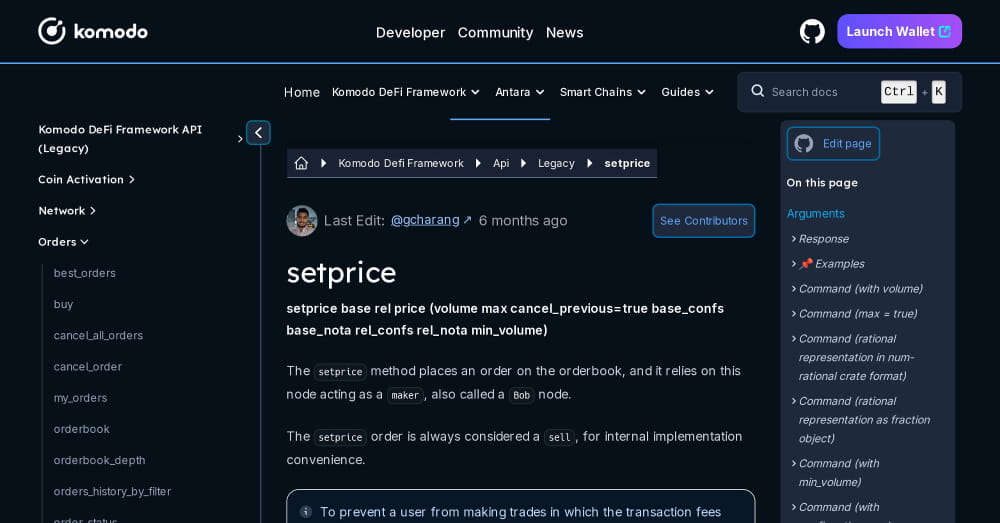 komodo
Developer Community News
Launch Wallet
Home Komodo DeFi Framework Antara Smart Chains Guides
Search docs Ctrl + K
Komodo DeFi Framework API
(Legacy)
Coin Activation
Network
Orders
best_orders
buy
cancel_all_orders
cancel_order
my_orders
orderbook
orderbook_depth
orders_history_by_filter
order_status
Komodo Defi Framework Api Legacy setprice
Last Edit: @gcharang ↗ 6 months ago
See Contributors
setprice
setprice base rel price (volume max cancel_previous=true base_confs
base_nota rel_confs rel_nota min_volume)
The setprice method places an order on the orderbook, and it relies on this
node acting as a maker, also called a Bob node.
The setprice order is always considered a sell, for internal implementation
convenience.
To prevent a user from making trades in which the transaction fees
Edit page
On this page
Arguments
Response
📌 Examples
Command (with volume)
Command (max = true)
Command (rational
representation in num-
rational crate format)
Command (rational
representation as fraction
object)
Command (with
min_volume)
Command (with